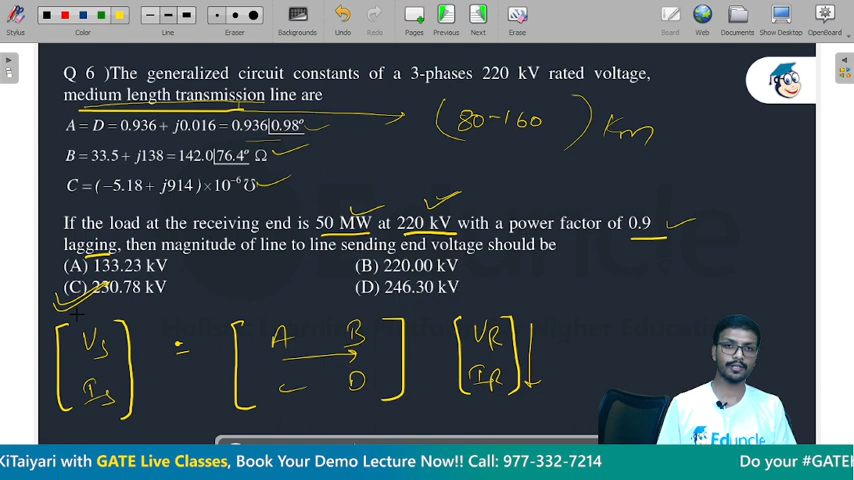 Stylus
Color
Line
Eraser
Backgrounds
Undo
Redo
Pages
Previous
Next
Erase
Board
Web
Documents
Show Desktop
OpenBoard
Q 6 )The generalized circuit constants of a 3-phases 220 kV rated voltage,
medium length transmission line are
A = D = 0.936 + j0.016 = 0.936|0.98º
B = 33.5 + j138 = 142.0|76.4º Ω
C = (−5.18 + j914) ×10⁻⁶ ℧
(80-160) Km
If the load at the receiving end is 50 MW at 220 kV with a power factor of 0.9
lagging, then magnitude of line to line sending end voltage should be
(A) 133.23 kV (B) 220.00 kV
(C) 230.78 kV (D) 246.30 kV
[Vs = [A B [VR
Is] C D] IR]
Eduncle
KiTaiyari with GATE Live Classes, Book Your Demo Lecture Now!! Call: 977-332-7214 Do your #GATEK